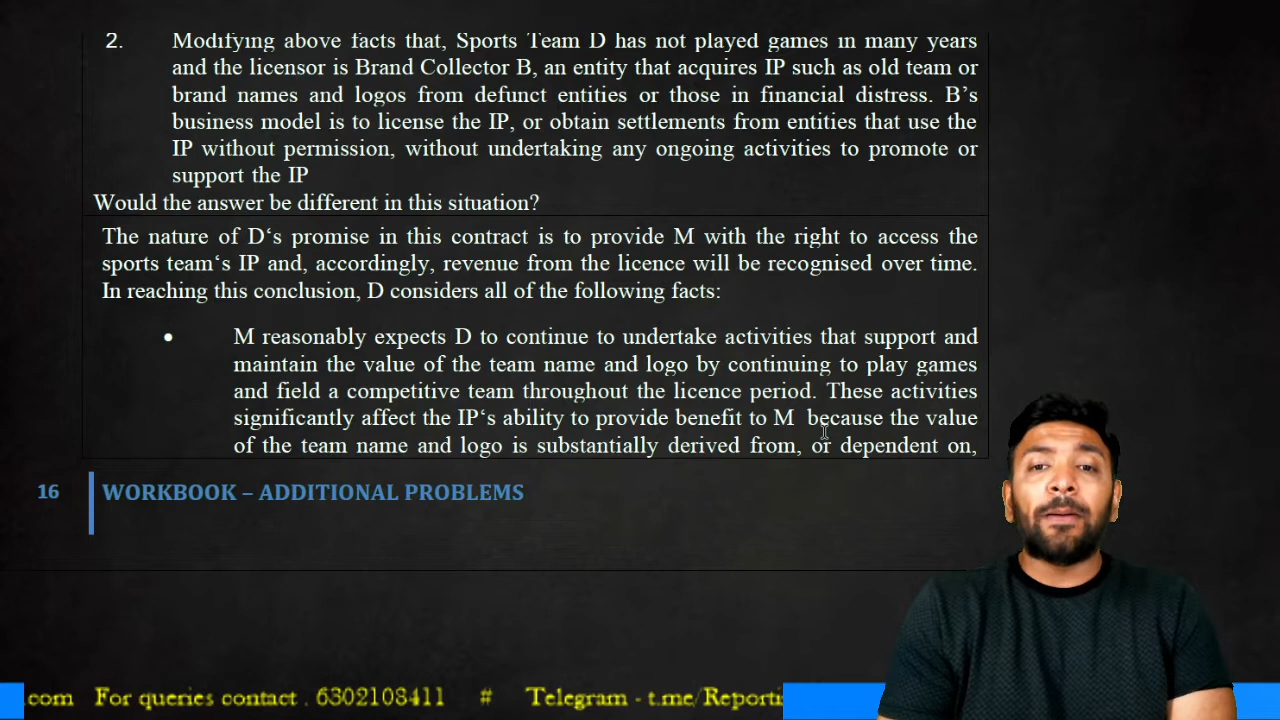 2. Modifying above facts that, Sports Team D has not played games in many years
and the licensor is Brand Collector B, an entity that acquires IP such as old team or
brand names and logos from defunct entities or those in financial distress. B’s
business model is to license the IP, or obtain settlements from entities that use the
IP without permission, without undertaking any ongoing activities to promote or
support the IP
Would the answer be different in this situation?
The nature of D‘s promise in this contract is to provide M with the right to access the
sports team‘s IP and, accordingly, revenue from the licence will be recognised over time.
In reaching this conclusion, D considers all of the following facts:
• M reasonably expects D to continue to undertake activities that support and
maintain the value of the team name and logo by continuing to play games
and field a competitive team throughout the licence period. These activities
significantly affect the IP‘s ability to provide benefit to M because the value
of the team name and logo is substantially derived from, or dependent on,
16 WORKBOOK – ADDITIONAL PROBLEMS
.com For queries contact . 6302103411 # Telegram - t.me/Reporti